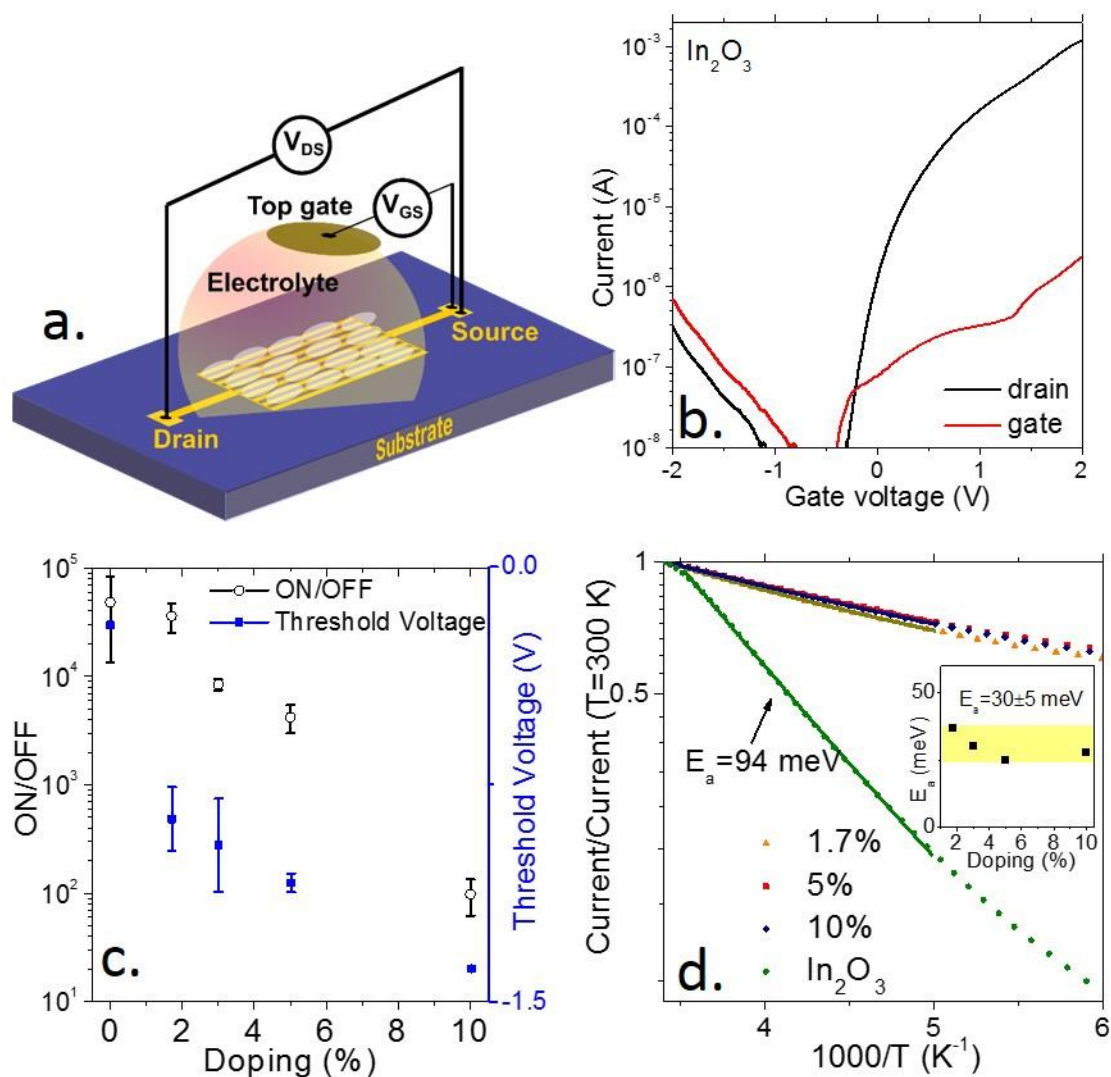 a.
V_DS
Top gate
V_GS
Electrolyte
Source
Drain
Substrate
b.
In_2O_3
Current (A)
10^-3
10^-4
10^-5
10^-6
10^-7
10^-8
drain
gate
-2 -1 0 1 2
Gate voltage (V)
c.
ON/OFF
10^5
10^4
10^3
10^2
10^1
ON/OFF
Threshold Voltage
0.0
-1.5
Threshold Voltage (V)
0 2 4 6 8 10
Doping (%)
d.
Current/Current (T=300 K)
1
0.5
E_a=94 meV
1.7%
5%
10%
In_2O_3
E_a=30±5 meV
E_a (meV)
50
0
2 4 6 8 10
Doping (%)
4 5 6
1000/T (K^-1)